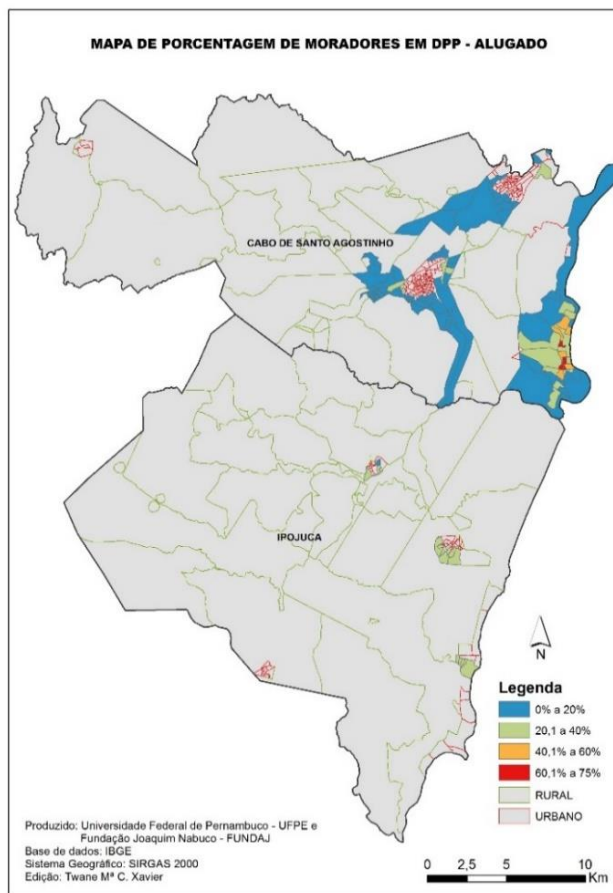 MAPA DE PORCENTAGEM DE MORADORES EM DPP - ALUGADO
CABO DE SANTO AGOSTINHO
IPOJUCA
N
Legenda
0% a 20%
20,1 a 40%
40,1% a 60%
60,1% a 75%
RURAL
URBANO
Produzido: Universidade Federal de Pernambuco - UFPE e
Fundação Joaquim Nabuco - FUNDAJ
Base de dados: IBGE
Sistema Geográfico: SIRGAS 2000
Edição: Twane Mª C. Xavier
0 2,5 5 10
Km